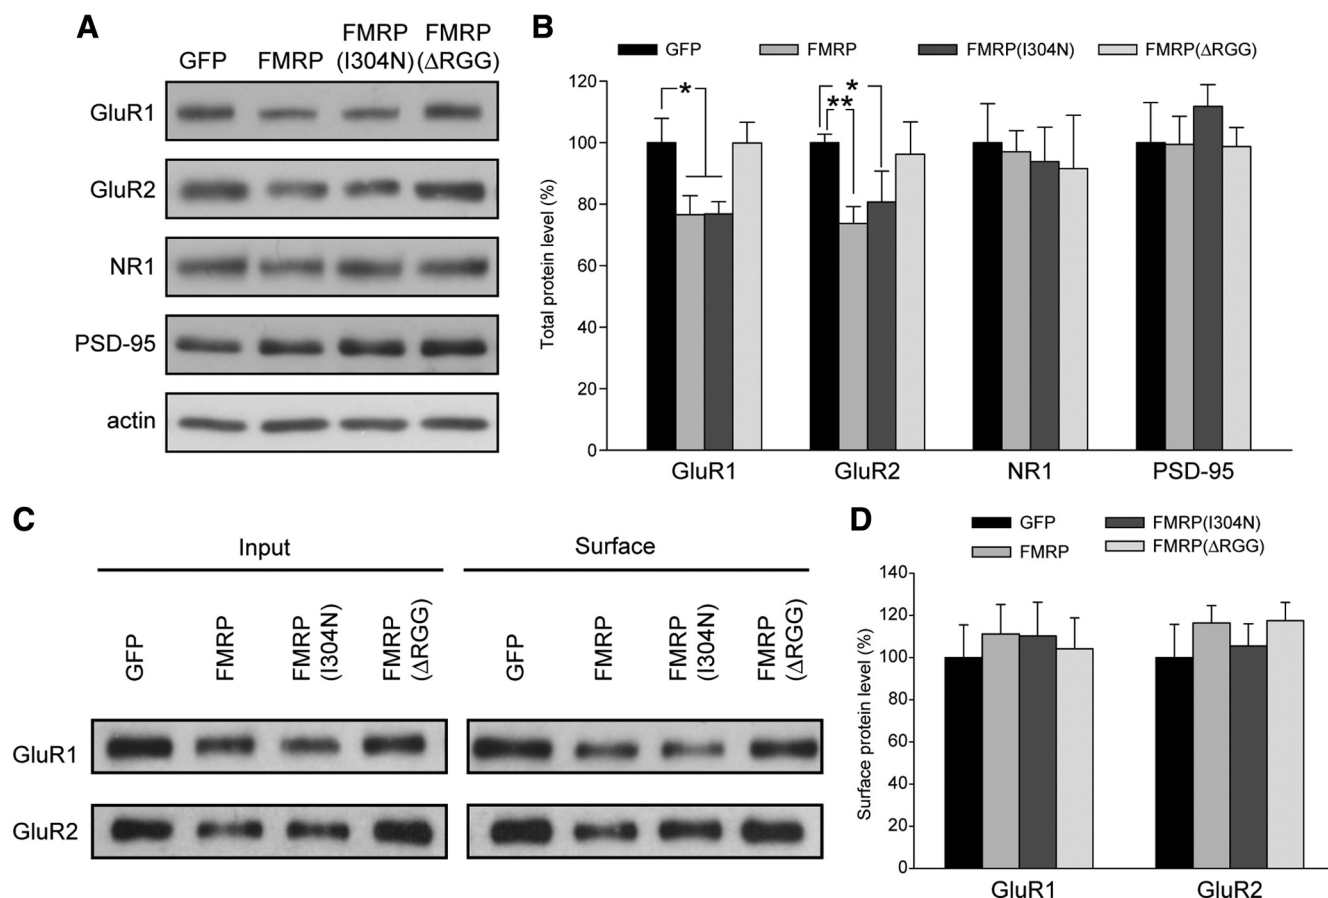 A
GFP FMRP FMRP (I304N) FMRP (ΔRGG)
GluR1
GluR2
NR1
PSD-95
actin
B
GFP FMRP FMRP(I304N) FMRP(ΔRGG)
Total protein level (%)
120
100
80
60
40
20
0
* ** *
GluR1 GluR2 NR1 PSD-95
C
Input Surface
GFP FMRP FMRP (I304N) FMRP (ΔRGG) GFP FMRP FMRP (I304N) FMRP (ΔRGG)
GluR1
GluR2
D
GFP FMRP(I304N)
FMRP FMRP(ΔRGG)
Surface protein level (%)
140
120
100
80
60
40
20
0
GluR1 GluR2